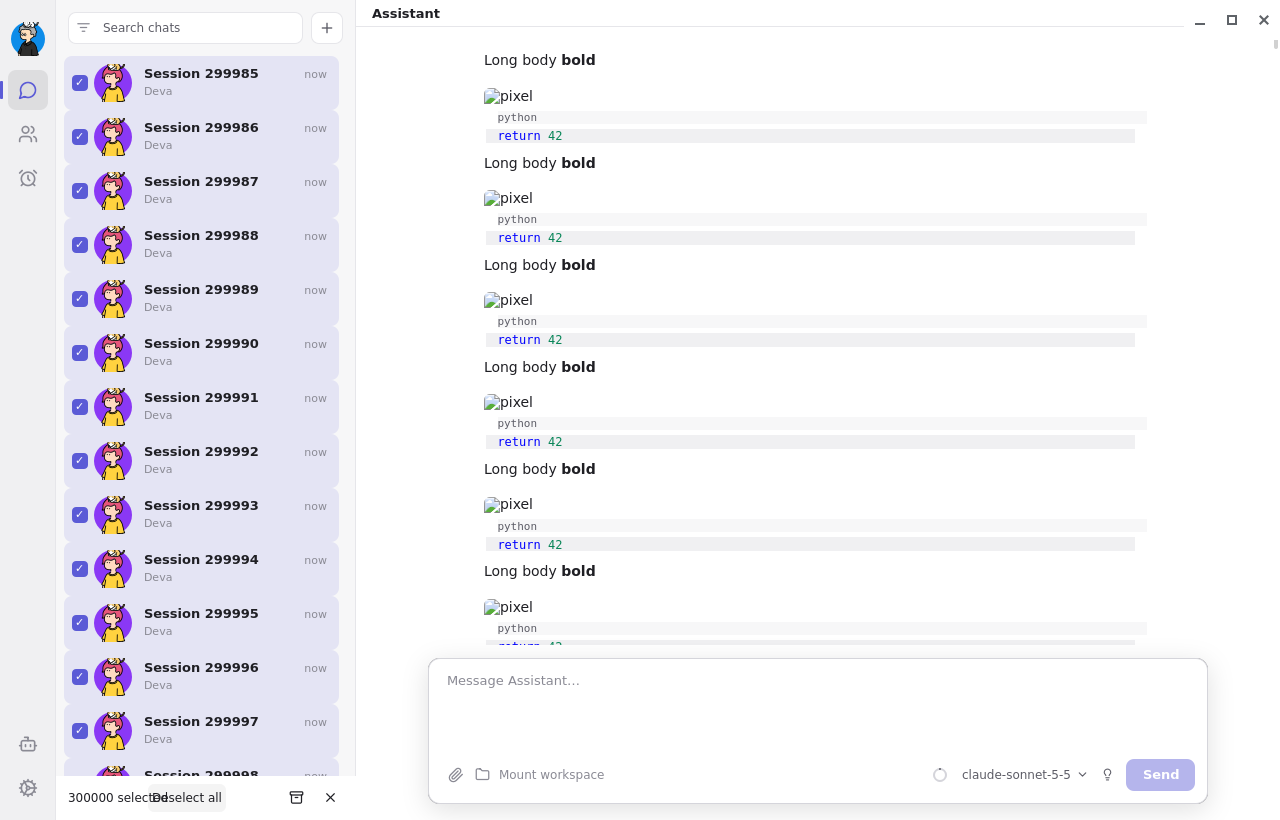 Search chats
Session 299985 now
Deva
Session 299986 now
Deva
Session 299987 now
Deva
Session 299988 now
Deva
Session 299989 now
Deva
Session 299990 now
Deva
Session 299991 now
Deva
Session 299992 now
Deva
Session 299993 now
Deva
Session 299994 now
Deva
Session 299995 now
Deva
Session 299996 now
Deva
Session 299997 now
Deva
Session 299998 now
300000 selected
Deselect all
Assistant
Long body bold
pixel
python
return 42
Long body bold
pixel
python
return 42
Long body bold
pixel
python
return 42
Long body bold
pixel
python
return 42
Long body bold
pixel
python
return 42
Long body bold
pixel
python
return 42
Message Assistant...
Mount workspace
claude-sonnet-5-5
Send